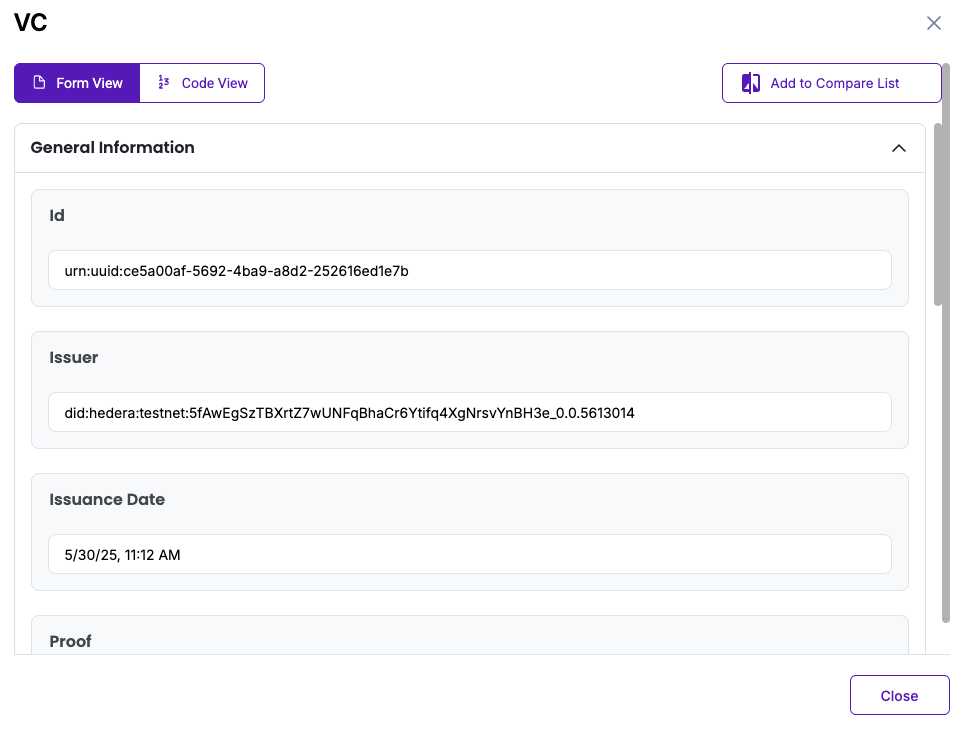 VC
Form View
Code View
Add to Compare List
General Information
Id
urn:uuid:ce5a00af-5692-4ba9-a8d2-252616ed1e7b
Issuer
did:hedera:testnet:5fAwEgSzTBXrtZ7wUNFqBhaCr6Ytifq4XgNrsvYnBH3e_0.0.5613014
Issuance Date
5/30/25, 11:12 AM
Proof
Close